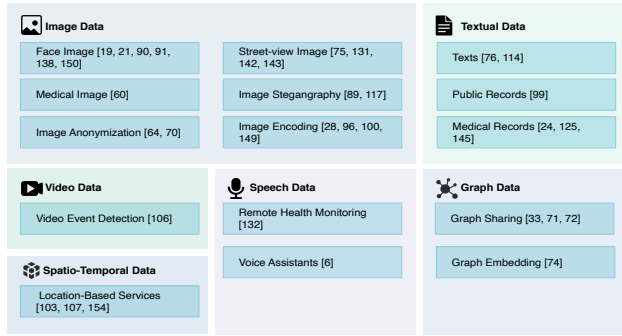 Image Data
Face Image [19, 21, 90, 91,
138, 150]
Street-view Image [75, 131,
142, 143]
Medical Image [60]
Image Stegangraphy [89, 117]
Image Anonymization [64, 70]
Image Encoding [28, 96, 100,
149]
Textual Data
Texts [76, 114]
Public Records [99]
Medical Records [24, 125,
145]
Video Data
Video Event Detection [106]
Spatio-Temporal Data
Location-Based Services
[103, 107, 154]
Speech Data
Remote Health Monitoring
[132]
Voice Assistants [6]
Graph Data
Graph Sharing [33, 71, 72]
Graph Embedding [74]